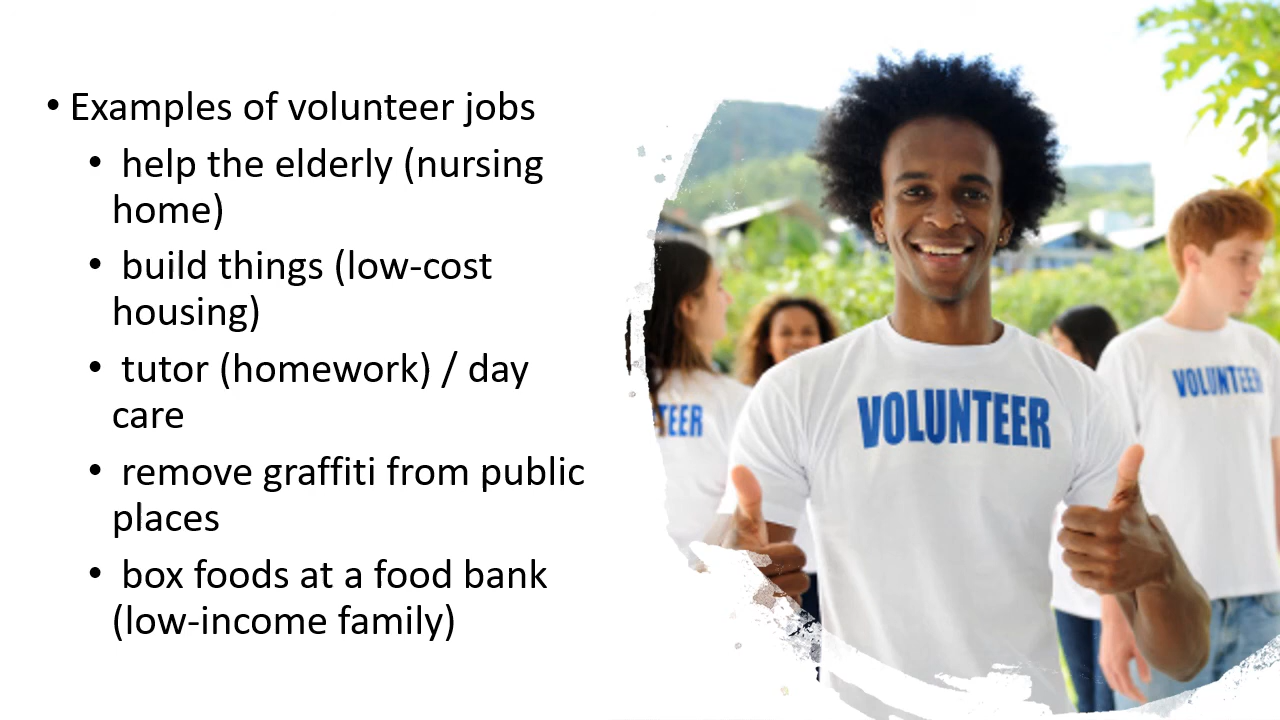 • Examples of volunteer jobs
• help the elderly (nursing
home)
• build things (low-cost
housing)
• tutor (homework) / day
care
• remove graffiti from public
places
• box foods at a food bank
(low-income family)
VOLUNTEER
VOLUNTEER
TEER